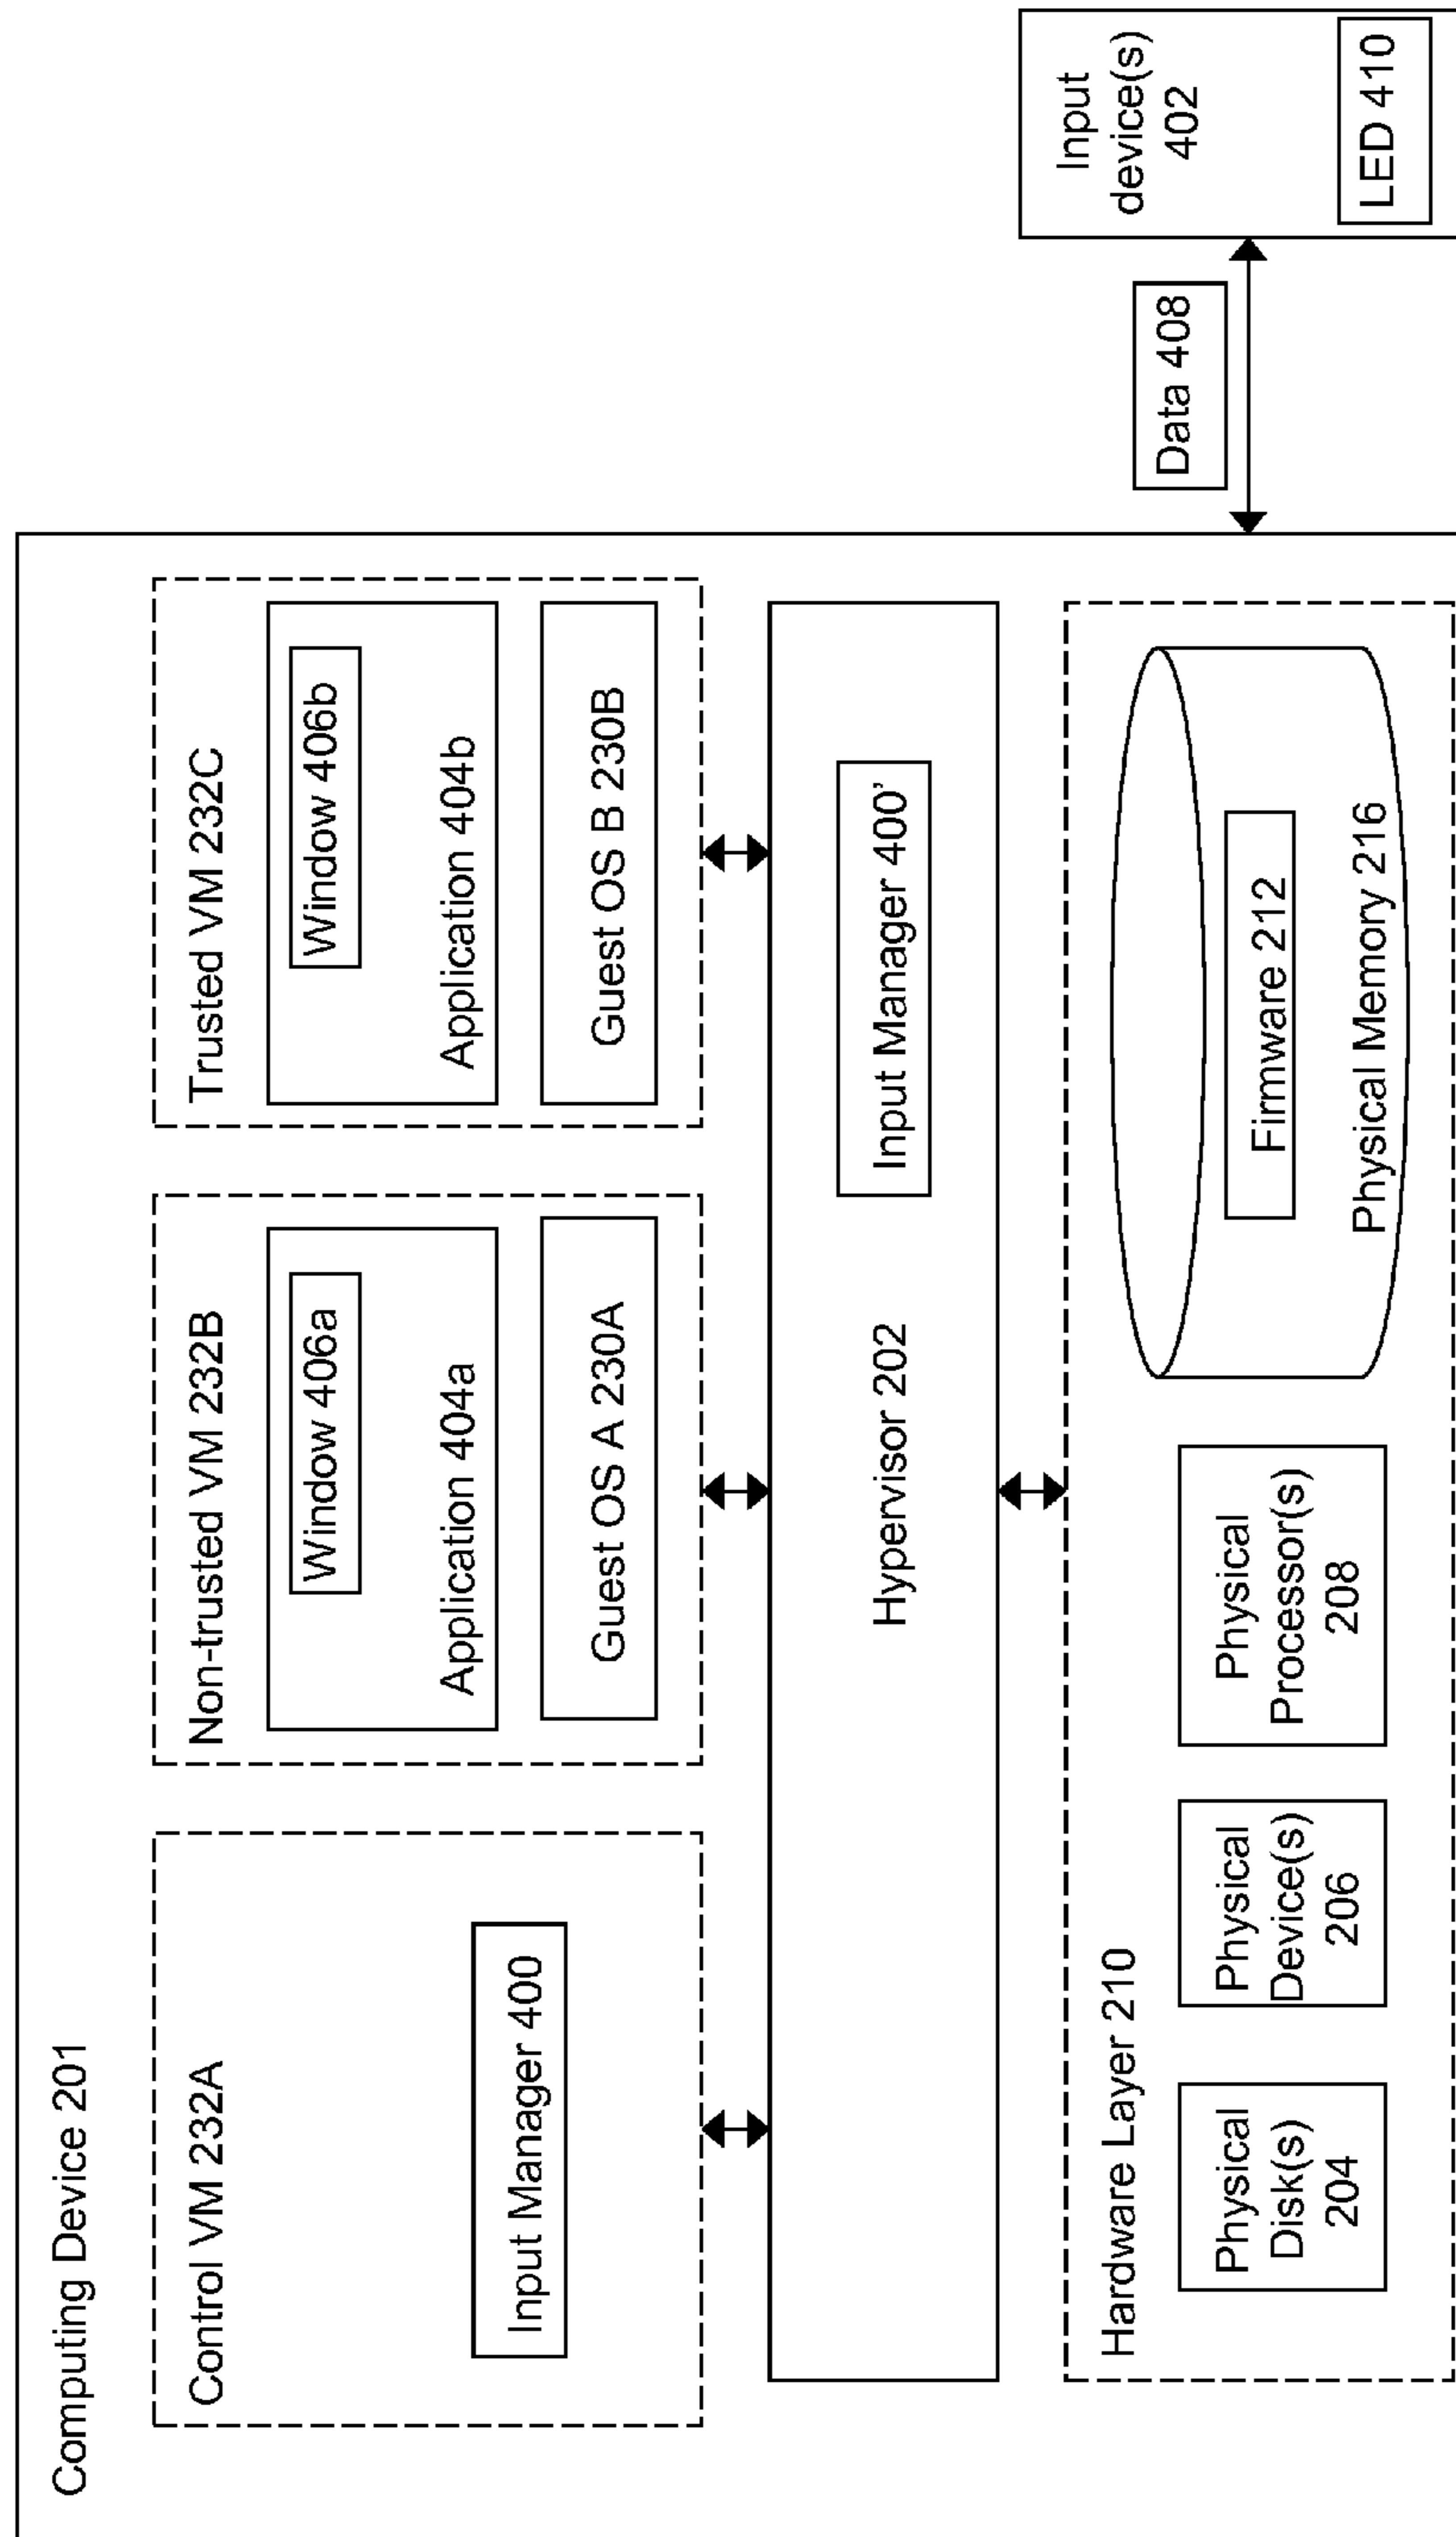 Computing Device 201
Control VM 232A
Input Manager 400
Non-trusted VM 232B
Window 406a
Application 404a
Guest OS A 230A
Trusted VM 232C
Window 406b
Application 404b
Guest OS B 230B
Hypervisor 202
Input Manager 400’
Hardware Layer 210
Physical
Disk(s)
204
Physical
Device(s)
206
Physical
Processor(s)
208
Firmware 212
Physical Memory 216
Data 408
Input
device(s)
402
LED 410